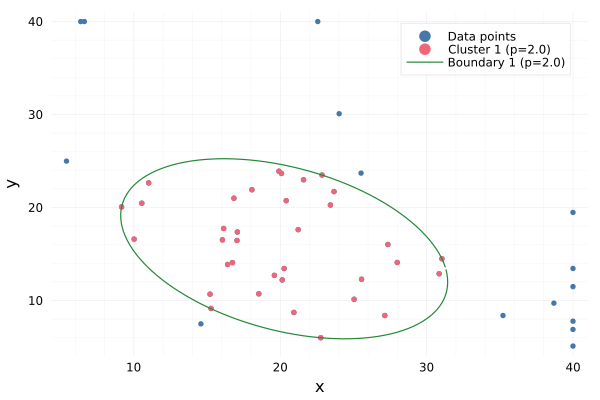 40
30
20
10
y
Data points
Cluster 1 (p=2.0)
Boundary 1 (p=2.0)
10 20 30 40
x